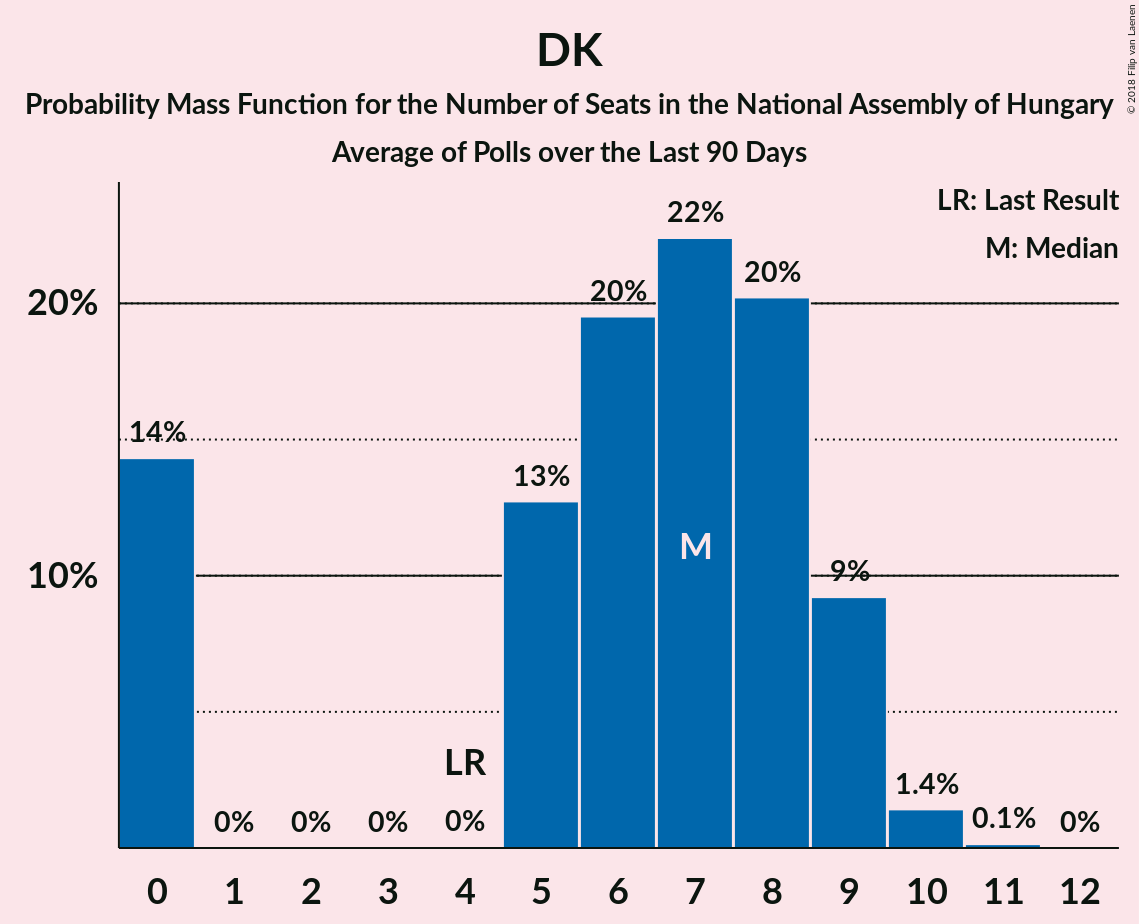 DK
Probability Mass Function for the Number of Seats in the National Assembly of Hungary
Average of Polls over the Last 90 Days
© 2018 Filip van Laenen
LR: Last Result
M: Median
22%
20%
20%
20%
14%
13%
M
10%
9%
LR
1.4%
0%
0%
0%
0%
0.1%
0%
0 1 2 3 4 5 6 7 8 9 10 11 12